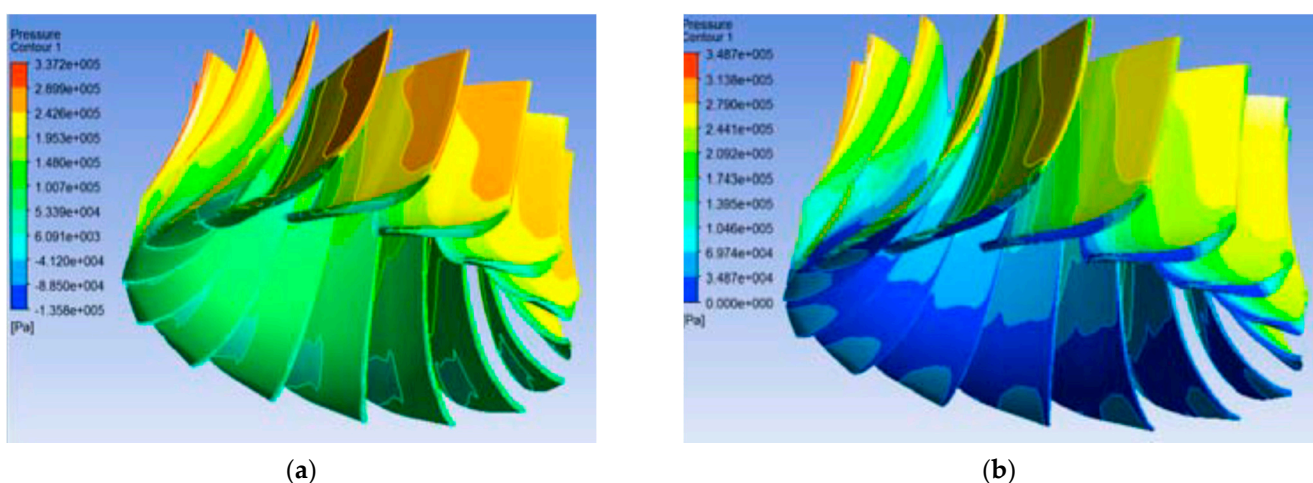 Pressure
Contour 1
3.372e+005
2.899e+005
2.426e+005
1.953e+005
1.480e+005
1.007e+005
5.339e+004
6.091e+003
-4.120e+004
-8.850e+004
-1.358e+005
[Pa]
Pressure
Contour 1
3.487e+005
3.138e+005
2.790e+005
2.441e+005
2.092e+005
1.743e+005
1.395e+005
1.046e+005
6.974e+004
3.487e+004
0.000e+000
[Pa]
(a)
(b)